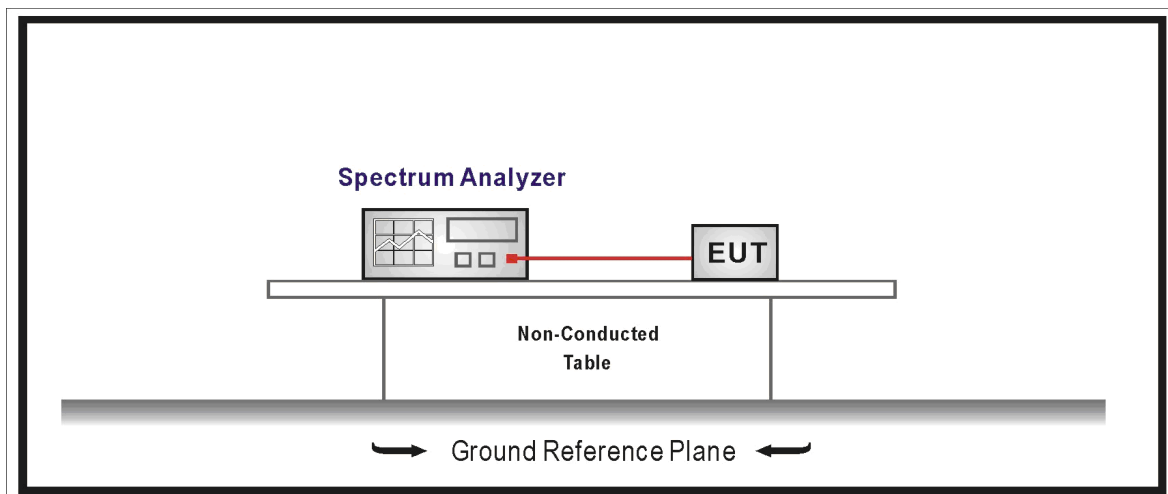 Spectrum Analyzer
EUT
Non-Conducted
Table
Ground Reference Plane